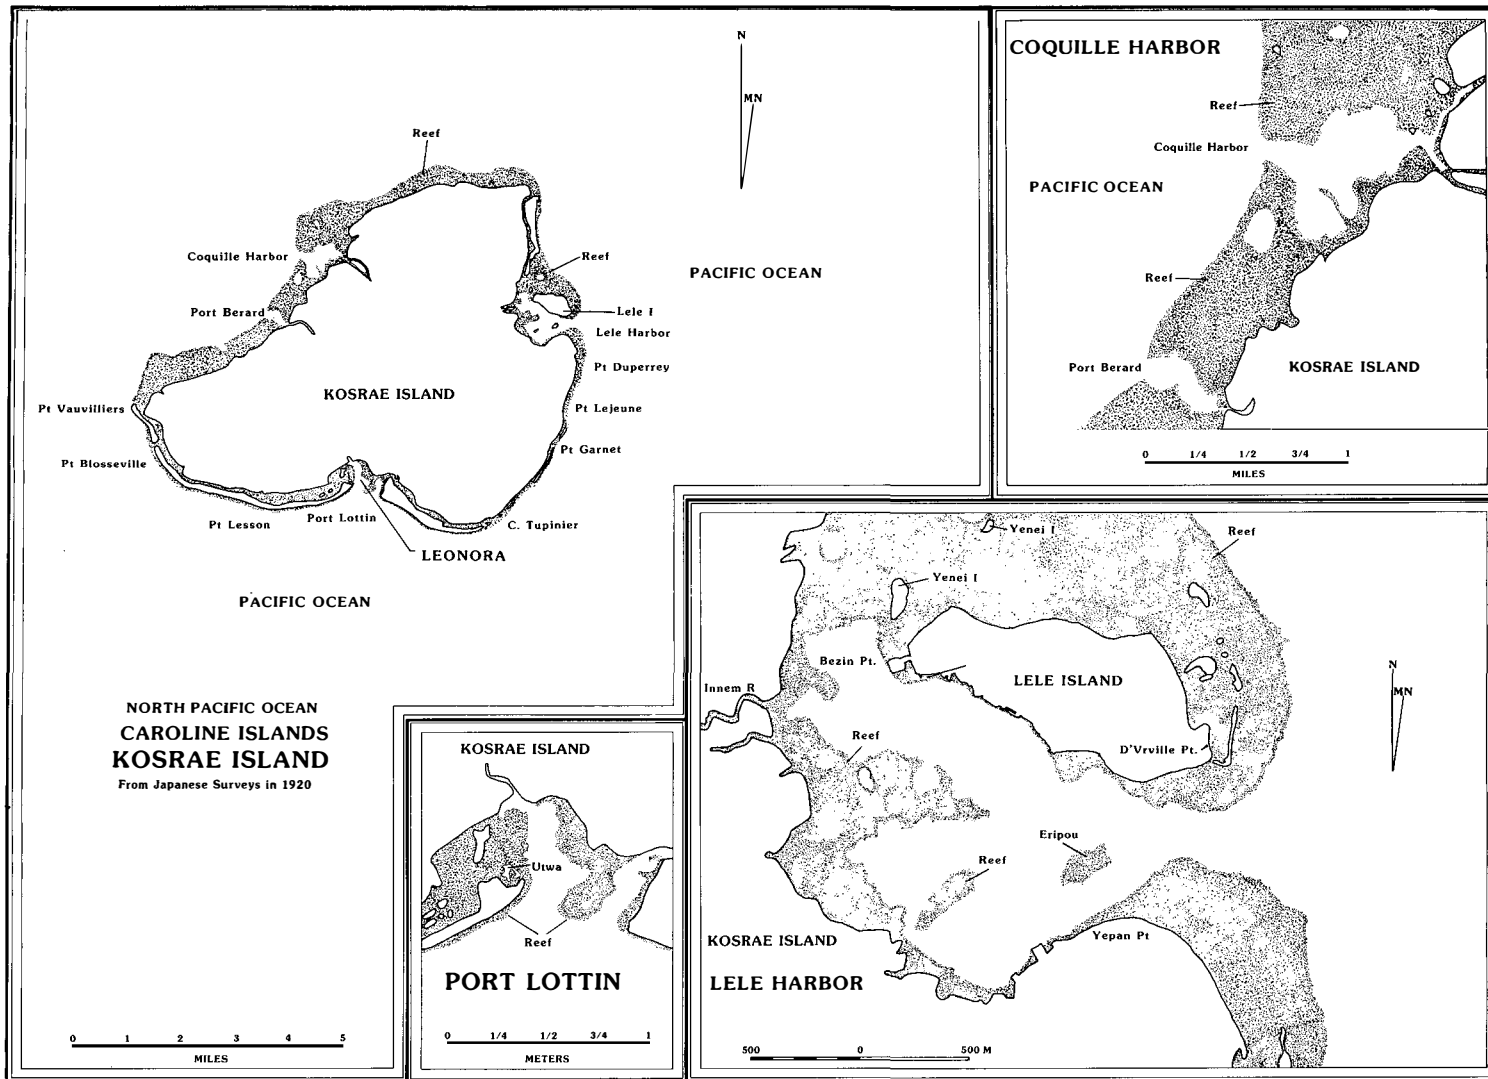 N
MN
Reef
Coquille Harbor
Reef
PACIFIC OCEAN
Port Berard
Lele I
Lele Harbor
Pt Duperrey
KOSRAE ISLAND
Pt Vauvilliers
Pt Lejeune
Pt Garnet
Pt Blosseville
Pt Lesson
Port Lottin
C. Tupinier
LEONORA
PACIFIC OCEAN
NORTH PACIFIC OCEAN
CAROLINE ISLANDS
KOSRAE ISLAND
From Japanese Surveys in 1920
0 1 2 3 4 5
MILES
COQUILLE HARBOR
Reef
Coquille Harbor
PACIFIC OCEAN
Reef
Port Berard
KOSRAE ISLAND
0 1/4 1/2 3/4 1
MILES
KOSRAE ISLAND
Utwa
Reef
PORT LOTTIN
0 1/4 1/2 3/4 1
METERS
Yenei I
Reef
Yenei I
Bezin Pt.
LELE ISLAND
N
MN
Innem R
Reef
D'Vrville Pt.
Eripou
Reef
Yepan Pt
KOSRAE ISLAND
LELE HARBOR
500 0 500 M